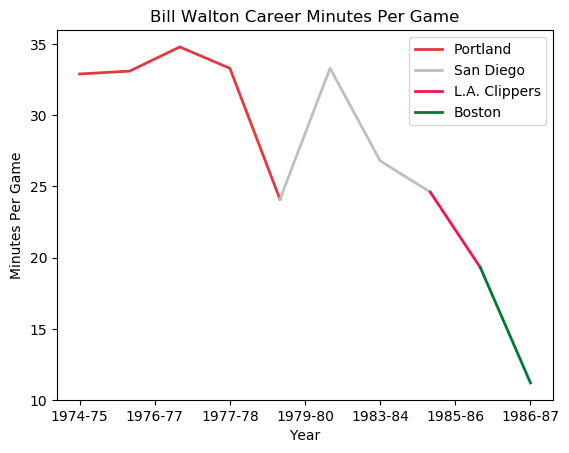 Bill Walton Career Minutes Per Game
35
30
25
20
15
10
Minutes Per Game
Portland
San Diego
L.A. Clippers
Boston
1974-75 1976-77 1977-78 1979-80 1983-84 1985-86 1986-87
Year